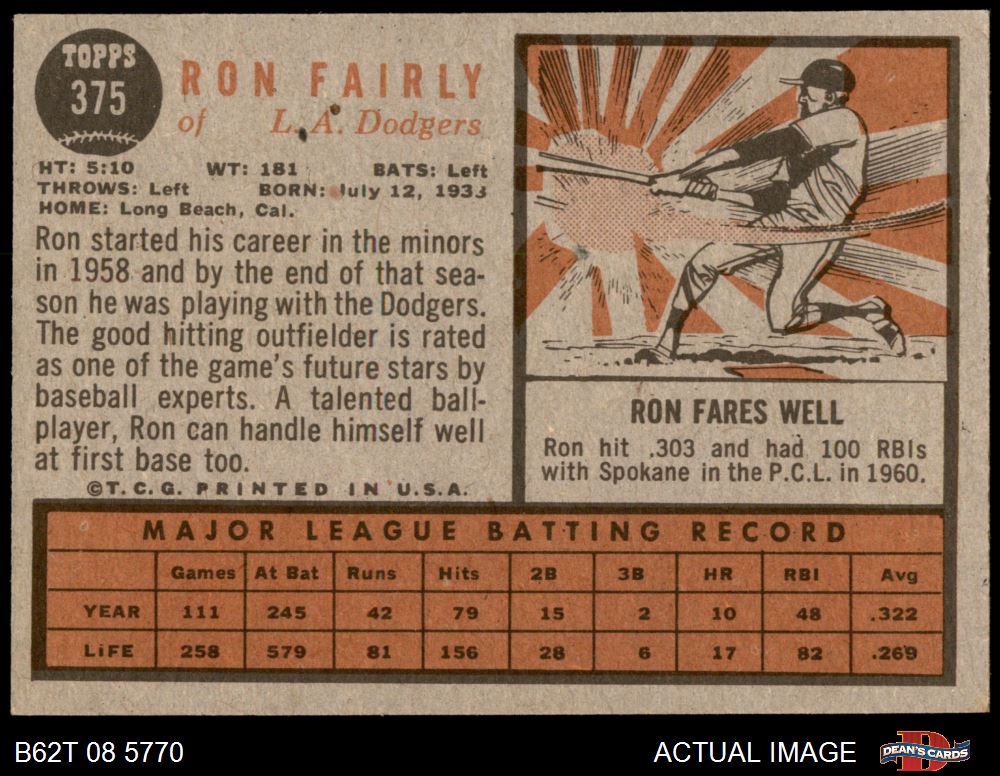 TOPPS
375
RON FAIRLY
of L. A. Dodgers
HT: 5:10 WT: 181 BATS: Left
THROWS: Left BORN: July 12, 1933
HOME: Long Beach, Cal.
Ron started his career in the minors
in 1958 and by the end of that sea-
son he was playing with the Dodgers.
The good hitting outfielder is rated
as one of the game's future stars by
baseball experts. A talented ball-
player, Ron can handle himself well
at first base too.
©T.C.G. PRINTED IN U.S.A.
RON FARES WELL
Ron hit .303 and had 100 RBIs
with Spokane in the P.C.L. in 1960.
MAJOR LEAGUE BATTING RECORD
Games At Bat Runs Hits 2B 3B HR RBI Avg
YEAR 111 245 42 79 15 2 10 48 .322
LiFE 258 579 81 156 28 6 17 82 .269
B62T 08 5770
ACTUAL IMAGE
D
DEAN'S CARDS